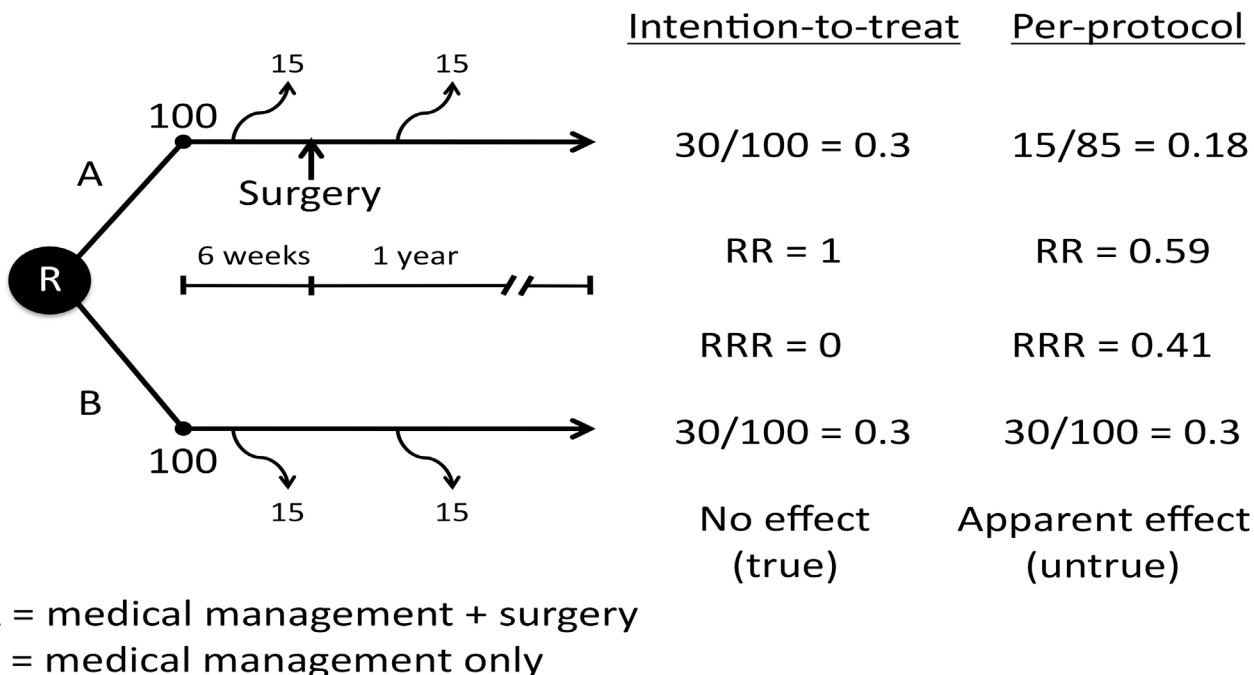 Intention-to-treat Per-protocol
15 15
100
30/100 = 0.3 15/85 = 0.18
A
Surgery
6 weeks 1 year
RR = 1 RR = 0.59
R
RRR = 0 RRR = 0.41
B
30/100 = 0.3 30/100 = 0.3
100
15 15
No effect Apparent effect
(true) (untrue)
= medical management + surgery
= medical management only